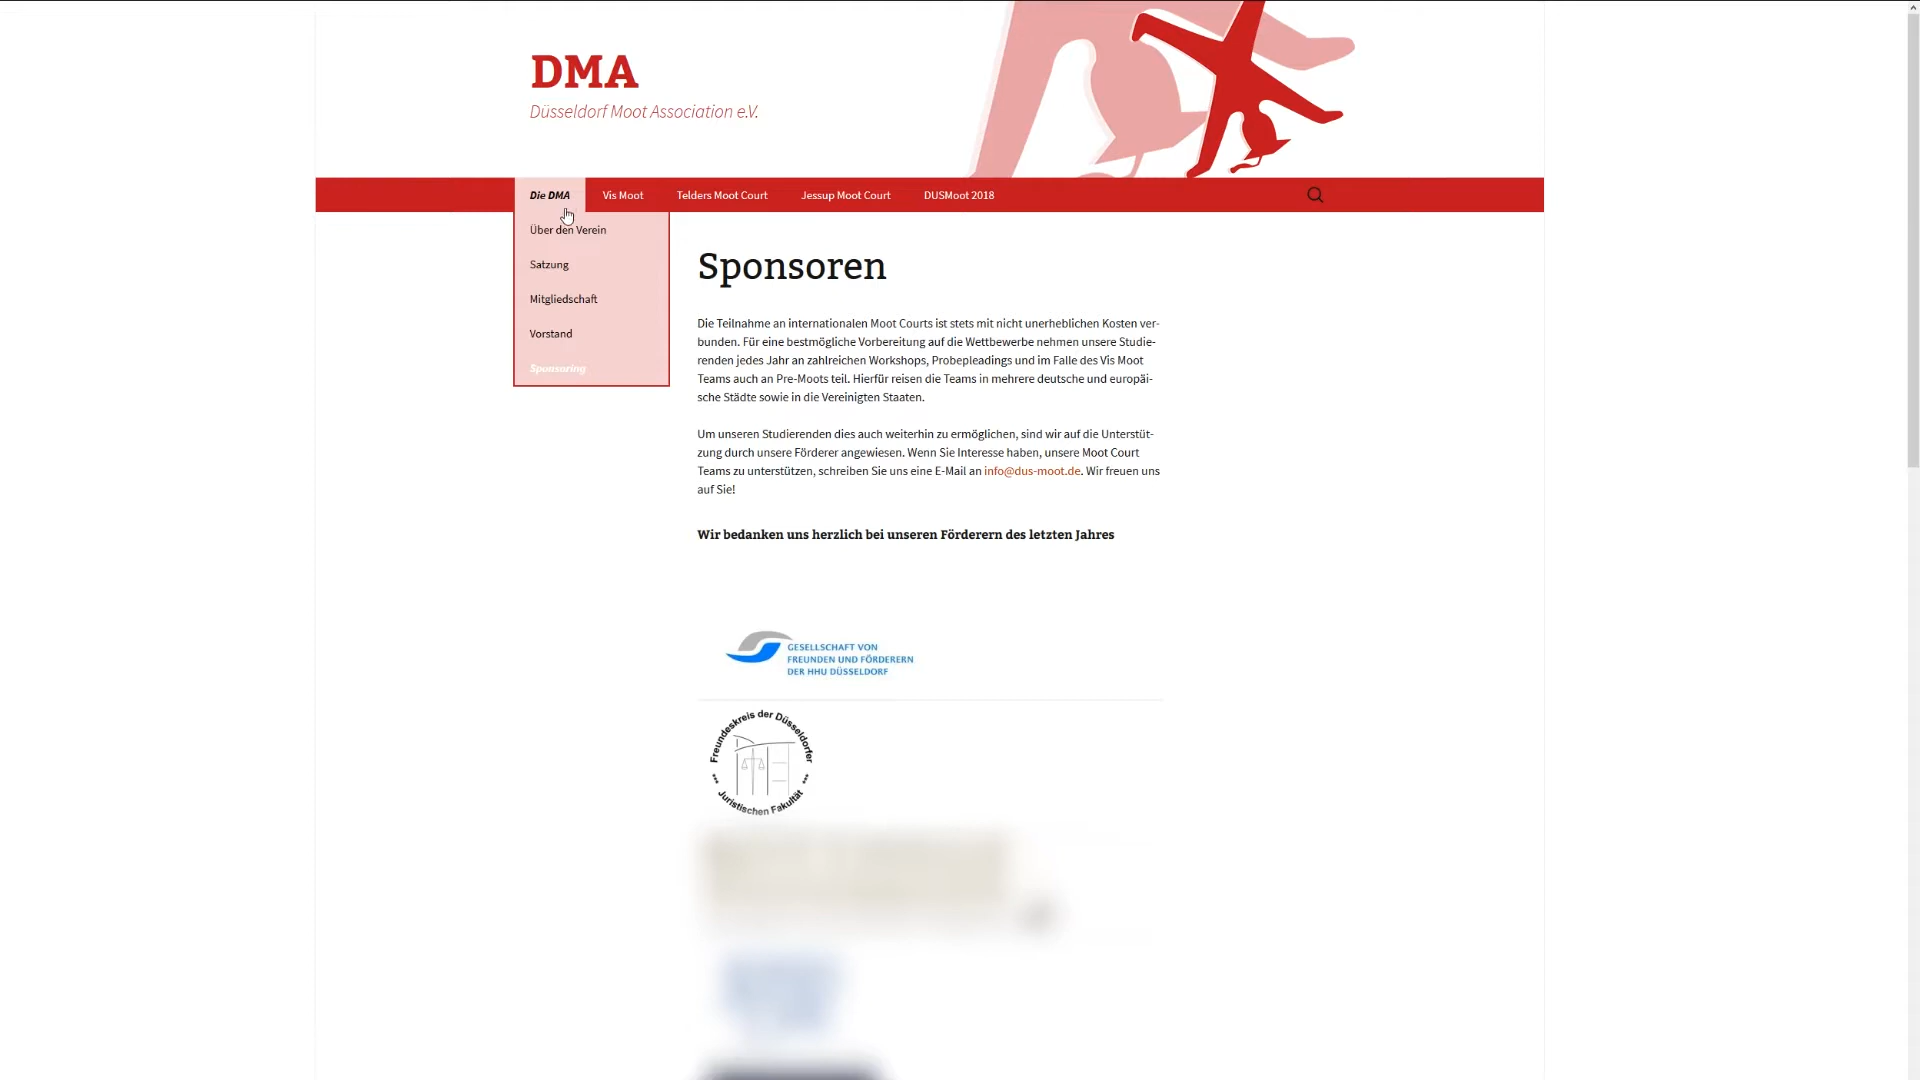 DMA
Düsseldorf Moot Association e.V.
Die DMA
Vis Moot
Telders Moot Court
Jessup Moot Court
DUSMoot 2018
Über den Verein
Satzung
Mitgliedschaft
Vorstand
Sponsoring
Sponsoren
Die Teilnahme an internationalen Moot Courts ist stets mit nicht unerheblichen Kosten ver-
bunden. Für eine bestmögliche Vorbereitung auf die Wettbewerbe nehmen unsere Studie-
renden jedes Jahr an zahlreichen Workshops, Probepleadings und im Falle des Vis Moot
Teams auch an Pre-Moots teil. Hierfür reisen die Teams in mehrere deutsche und europäi-
sche Städte sowie in die Vereinigten Staaten.
Um unseren Studierenden dies auch weiterhin zu ermöglichen, sind wir auf die Unterstüt-
zung durch unsere Förderer angewiesen. Wenn Sie Interesse haben, unsere Moot Court
Teams zu unterstützen, schreiben Sie uns eine E-Mail an info@dus-moot.de. Wir freuen uns
auf Sie!
Wir bedanken uns herzlich bei unseren Förderern des letzten Jahres
GESELLSCHAFT VON
FREUNDEN UND FÖRDERERN
DER HHU DÜSSELDORF
Freundeskreis der Düsseldorfer
Juristischen Fakultät